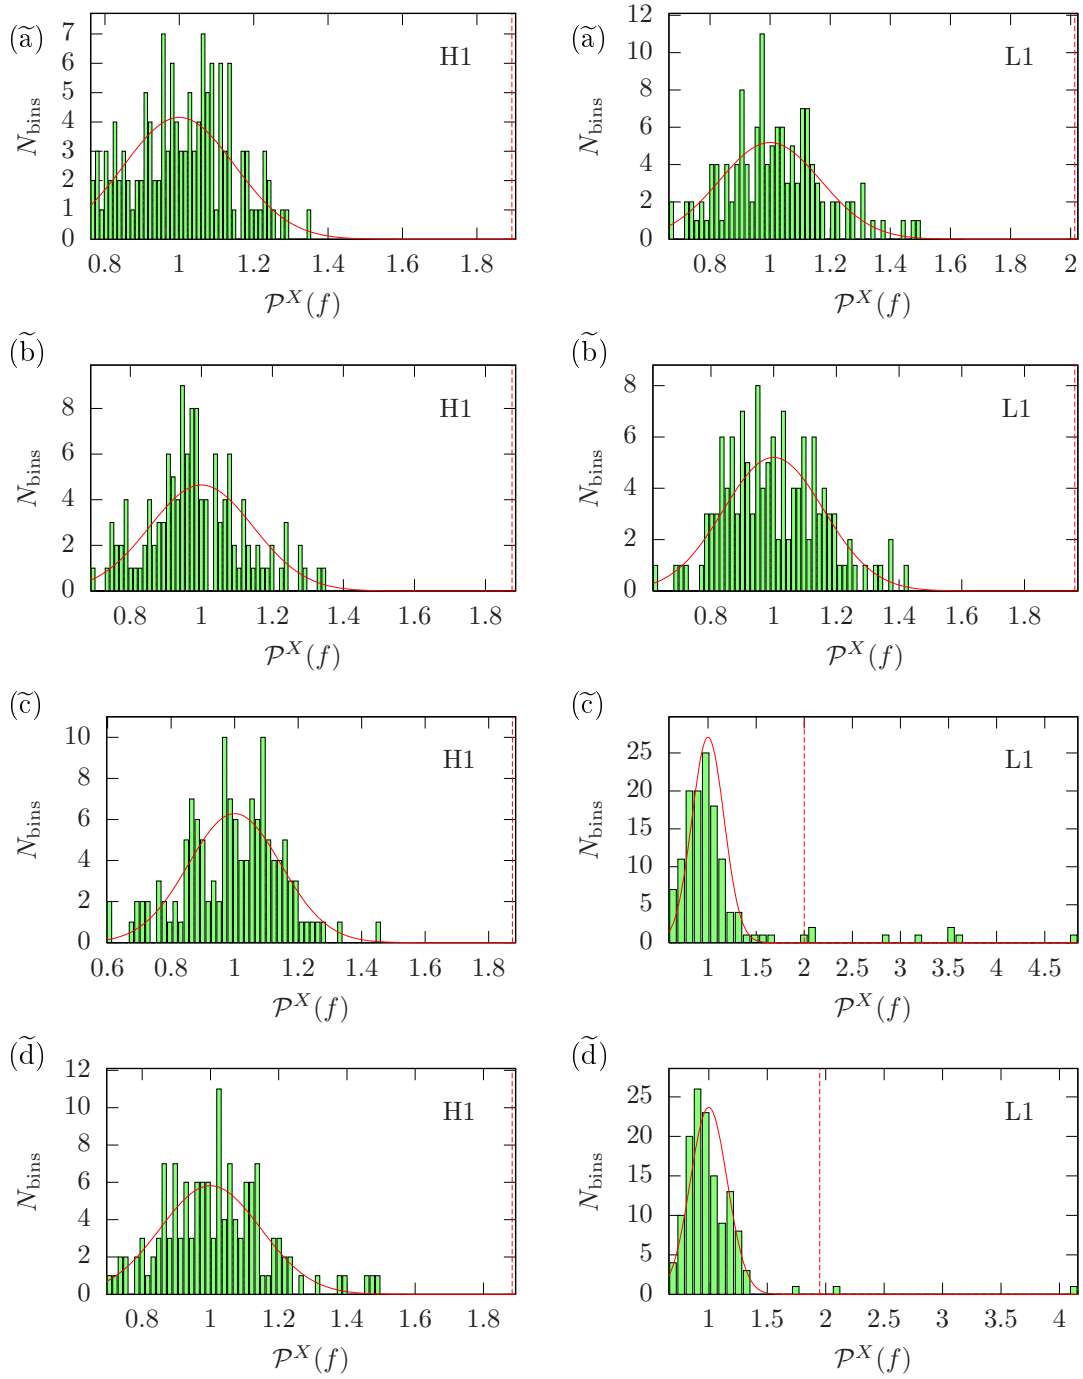 (ã) H1
7
6
5
4
3
2
1
0
N_bins
0.8 1 1.2 1.4 1.6 1.8
𝒫^X(f)
(ã) L1
12
10
8
6
4
2
0
N_bins
0.8 1 1.2 1.4 1.6 1.8 2
𝒫^X(f)
(b̃) H1
8
6
4
2
0
N_bins
0.8 1 1.2 1.4 1.6 1.8
𝒫^X(f)
(b̃) L1
8
6
4
2
0
N_bins
0.8 1 1.2 1.4 1.6 1.8
𝒫^X(f)
(c̃) H1
10
8
6
4
2
0
N_bins
0.6 0.8 1 1.2 1.4 1.6 1.8
𝒫^X(f)
(c̃) L1
25
20
15
10
5
0
N_bins
1 1.5 2 2.5 3 3.5 4 4.5
𝒫^X(f)
(d̃) H1
12
10
8
6
4
2
0
N_bins
0.8 1 1.2 1.4 1.6 1.8
𝒫^X(f)
(d̃) L1
25
20
15
10
5
0
N_bins
1 1.5 2 2.5 3 3.5 4
𝒫^X(f)